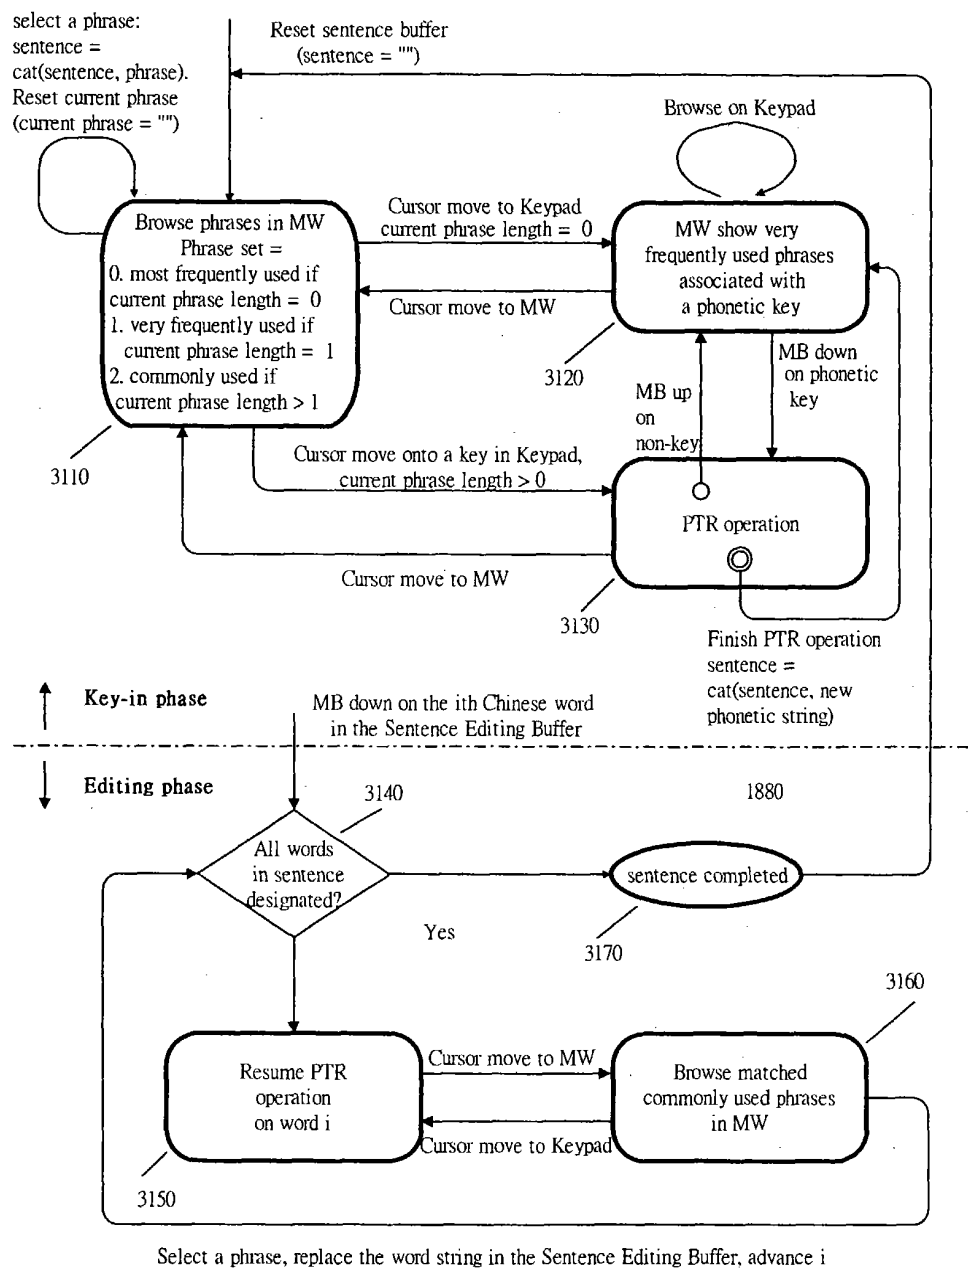 select a phrase:
sentence =
cat(sentence, phrase).
Reset current phrase
(current phrase = "")
Reset sentence buffer
(sentence = "")
Browse on Keypad
Browse phrases in MW
Phrase set =
0. most frequently used if
current phrase length = 0
1. very frequently used if
current phrase length = 1
2. commonly used if
current phrase length > 1
3110
Cursor move to Keypad
current phrase length = 0
Cursor move to MW
MW show very
frequently used phrases
associated with
a phonetic key
3120
MB up
on
non-key
MB down
on phonetic
key
Cursor move onto a key in Keypad,
current phrase length > 0
PTR operation
Cursor move to MW
3130
Finish PTR operation
sentence =
cat(sentence, new
phonetic string)
Key-in phase
MB down on the ith Chinese word
in the Sentence Editing Buffer
Editing phase
3140
1880
All words
in sentence
designated?
sentence completed
Yes
3170
3160
Resume PTR
operation
on word i
Cursor move to MW
Cursor move to Keypad
Browse matched
commonly used phrases
in MW
3150
Select a phrase, replace the word string in the Sentence Editing Buffer, advance i